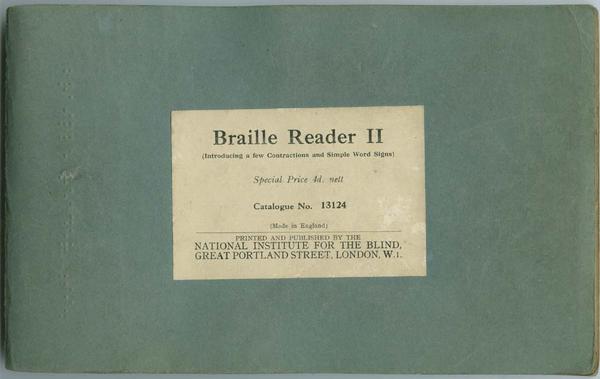 Braille Reader II
(Introducing a few Contractions and Simple Word Signs)
Special Price 4d. nett
Catalogue No. 13124
(Made in England)
PRINTED AND PUBLISHED BY THE
NATIONAL INSTITUTE FOR THE BLIND,
GREAT PORTLAND STREET, LONDON, W.1.